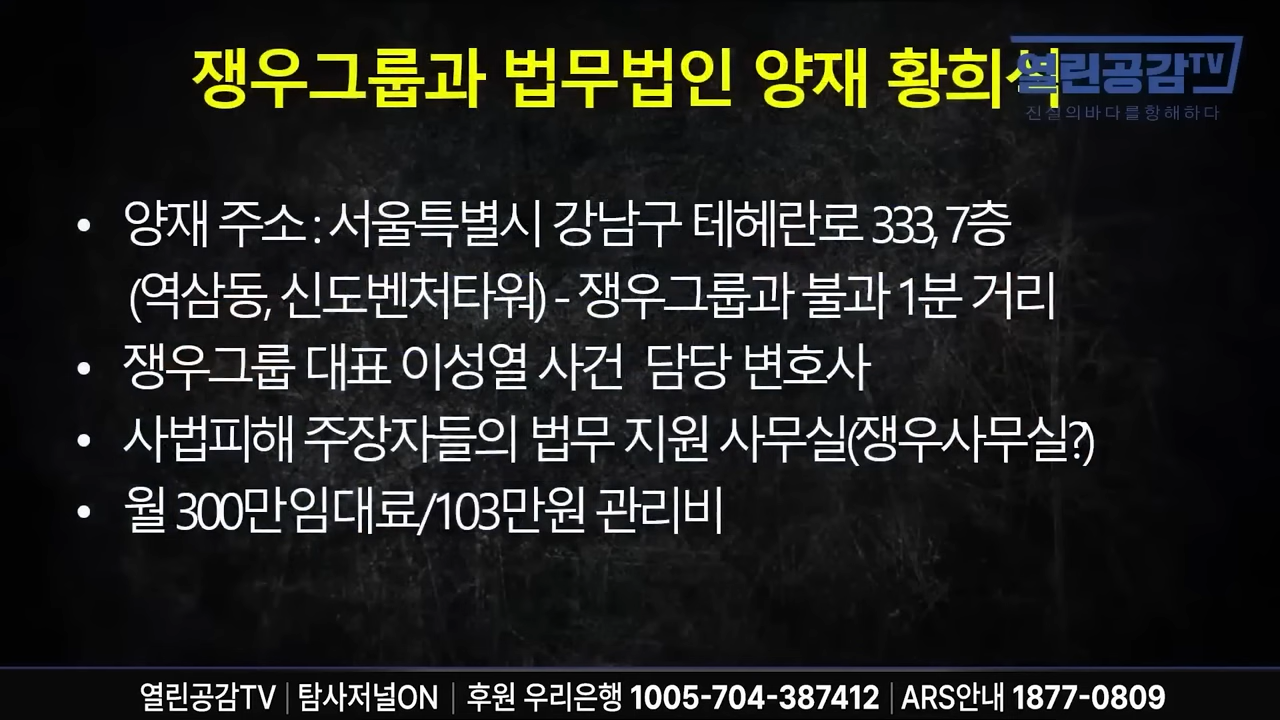 쟁우그룹과 법무법인 양재 황희석
열린공감TV
진실의바다를항해하다
• 양재 주소 : 서울특별시 강남구 테헤란로 333, 7층
(역삼동, 신도벤처타워) - 쟁우그룹과 불과 1분 거리
• 쟁우그룹 대표 이성열 사건 담당 변호사
• 사법피해 주장자들의 법무 지원 사무실(쟁우사무실?)
• 월 300만임대료/103만원 관리비
열린공감TV | 탐사저널ON | 후원 우리은행 1005-704-387412 | ARS안내 1877-0809